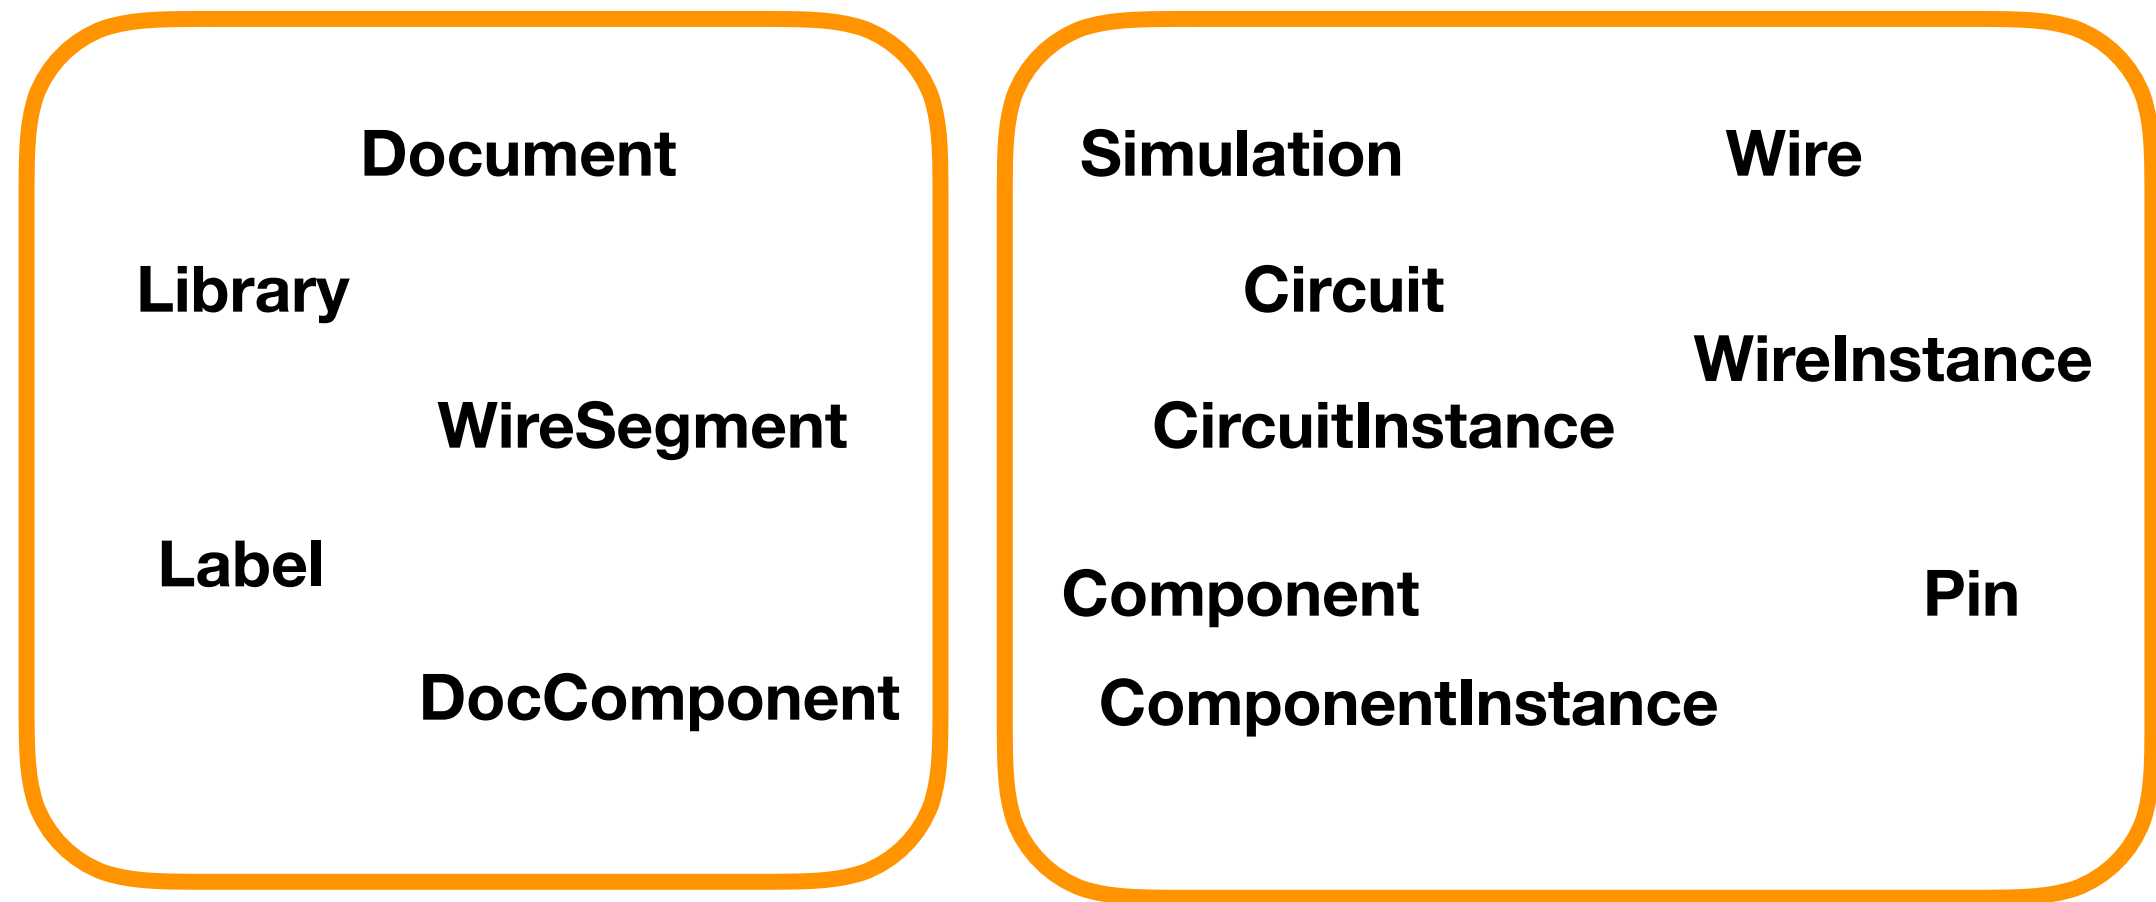 Document
Library
WireSegment
Label
DocComponent
Simulation
Wire
Circuit
WireInstance
CircuitInstance
Component
Pin
ComponentInstance